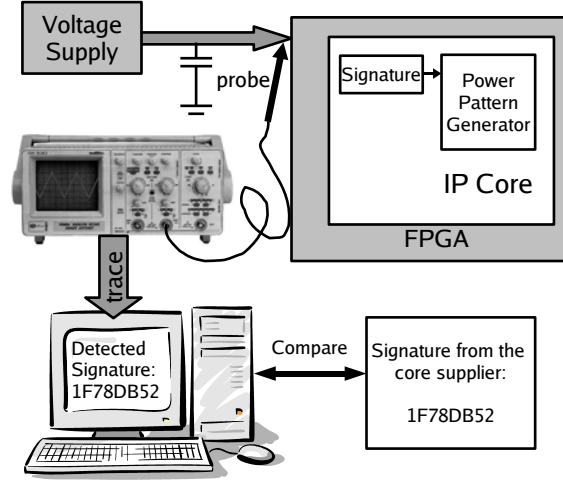 Voltage
Supply
probe
Signature
Power
Pattern
Generator
IP Core
FPGA
trace
Detected
Signature:
1F78DB52
Compare
Signature from the
core supplier:
1F78DB52